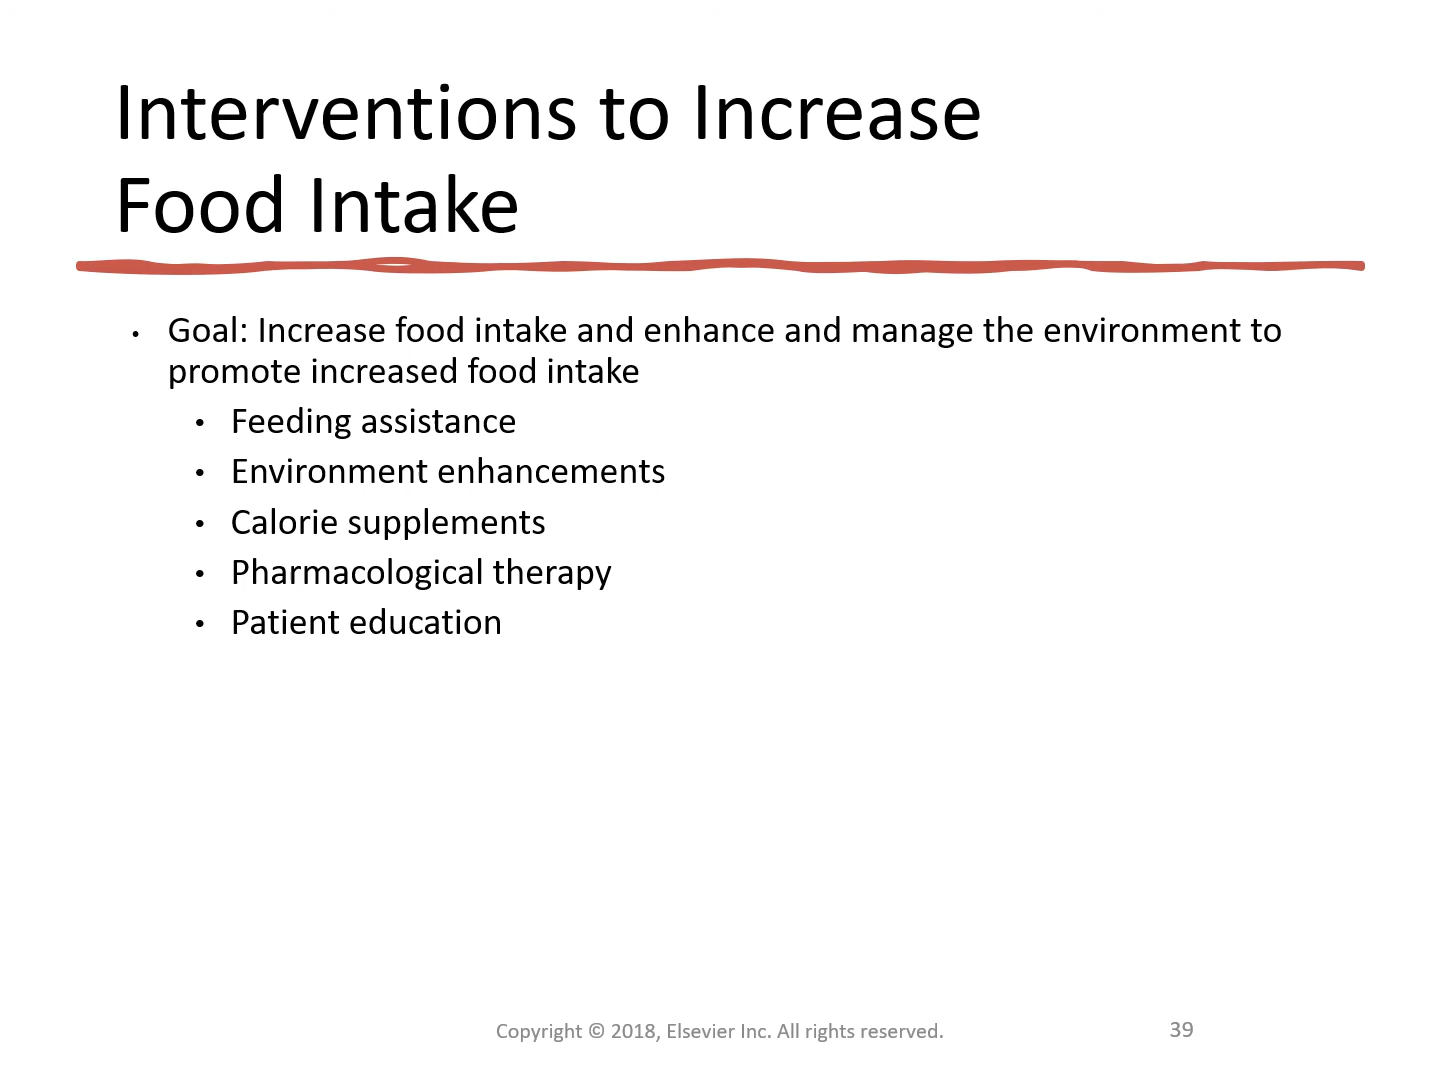 Interventions to Increase
Food Intake
• Goal: Increase food intake and enhance and manage the environment to
promote increased food intake
• Feeding assistance
• Environment enhancements
• Calorie supplements
• Pharmacological therapy
• Patient education
Copyright © 2018, Elsevier Inc. All rights reserved.
39